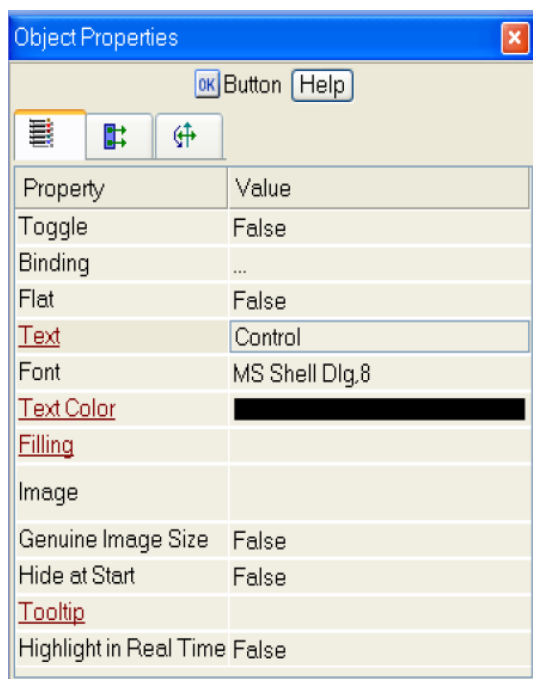 Object Properties
OK Button Help
Property Value
Toggle False
Binding ...
Flat False
Text Control
Font MS Shell Dlg,8
Text Color
Filling
Image
Genuine Image Size False
Hide at Start False
Tooltip
Highlight in Real Time False